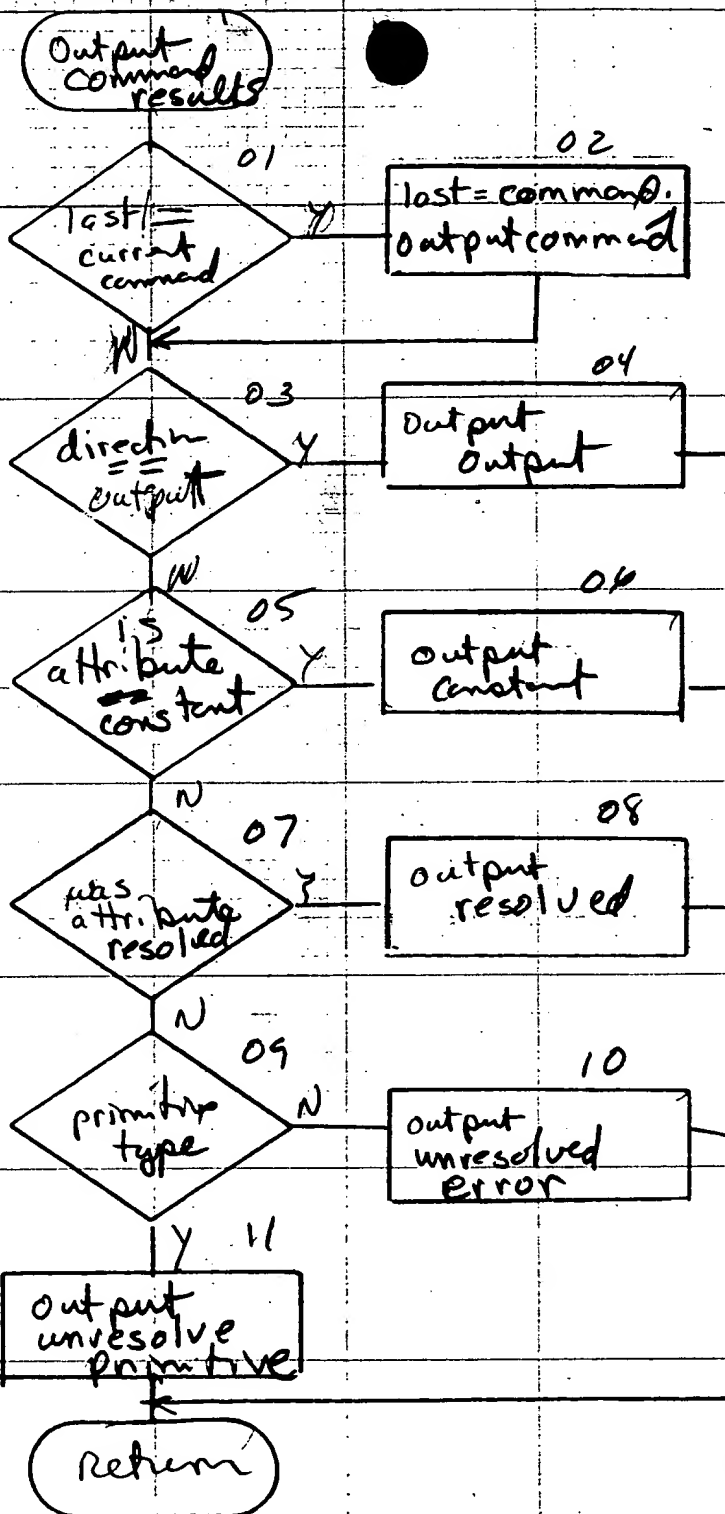 Output
Command
results
01
last !=
current
command
Y
02
last = command.
output command
N
03
direction
==
output
Y
04
Output
Output
N
05
is
attribute
constant
Y
06
output
constant
N
07
was
attribute
resolved
Y
08
output
resolved
N
09
primitive
type
N
10
output
unresolved
error
Y
11
output
unresolve
primitive
Return